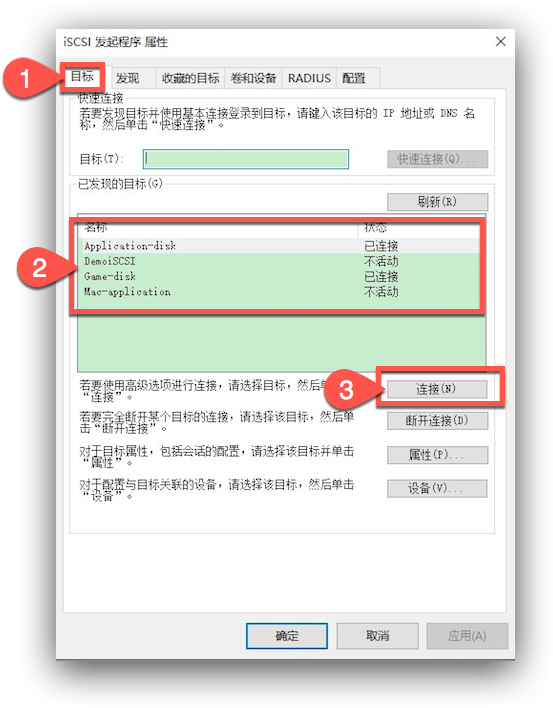 iSCSI 发起程序 属性
1
目标 发现 收藏的目标 卷和设备 RADIUS 配置
快速连接
若要发现目标并使用基本连接登录到目标，请键入该目标的 IP 地址或 DNS 名
称，然后单击“快速连接”。
目标(T): 快速连接(Q)...
已发现的目标(G)
刷新(R)
名称 状态
Application-disk 已连接
2
DemoiSCSI 不活动
Game-disk 已连接
Mac-application 不活动
若要使用高级选项进行连接，请选择目标，然后单
“连接”。
3
连接(N)
若要完全断开某个目标的连接，请选择该目标，然后单
击“断开连接”。
断开连接(D)
对于目标属性，包括会话的配置，请选择该目标并单击
“属性”。
属性(P)...
对于配置与目标关联的设备，请选择该目标，然后单击
“设备”。
设备(V)...
确定 取消 应用(A)